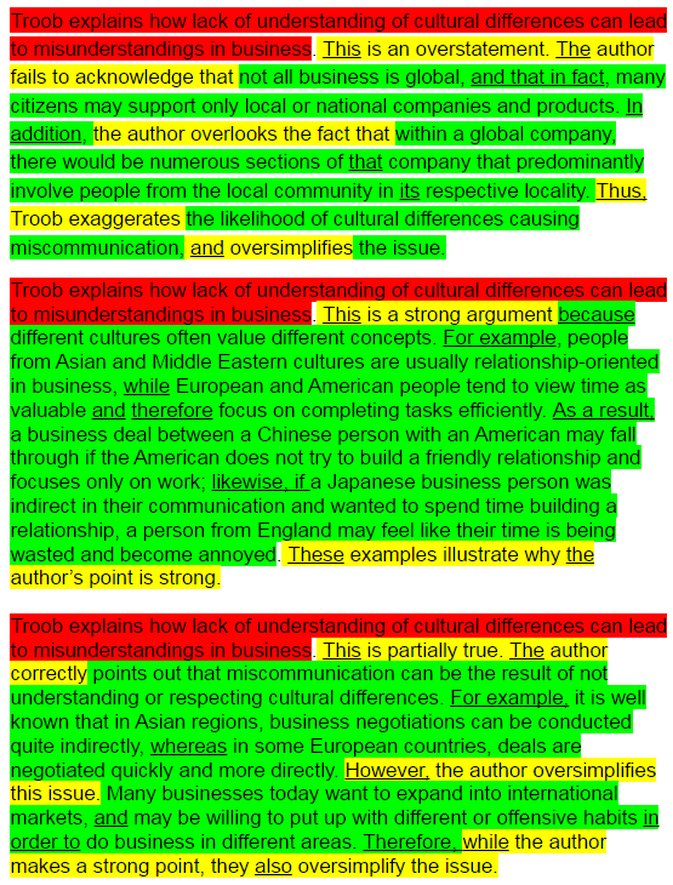 Troob explains how lack of understanding of cultural differences can lead
to misunderstandings in business. This is an overstatement. The author
fails to acknowledge that not all business is global, and that in fact, many
citizens may support only local or national companies and products. In
addition, the author overlooks the fact that within a global company,
there would be numerous sections of that company that predominantly
involve people from the local community in its respective locality. Thus,
Troob exaggerates the likelihood of cultural differences causing
miscommunication, and oversimplifies the issue.
Troob explains how lack of understanding of cultural differences can lead
to misunderstandings in business. This is a strong argument because
different cultures often value different concepts. For example, people
from Asian and Middle Eastern cultures are usually relationship-oriented
in business, while European and American people tend to view time as
valuable and therefore focus on completing tasks efficiently. As a result,
a business deal between a Chinese person with an American may fall
through if the American does not try to build a friendly relationship and
focuses only on work; likewise, if a Japanese business person was
indirect in their communication and wanted to spend time building a
relationship, a person from England may feel like their time is being
wasted and become annoyed. These examples illustrate why the
author's point is strong.
Troob explains how lack of understanding of cultural differences can lead
to misunderstandings in business. This is partially true. The author
correctly points out that miscommunication can be the result of not
understanding or respecting cultural differences. For example, it is well
known that in Asian regions, business negotiations can be conducted
quite indirectly, whereas in some European countries, deals are
negotiated quickly and more directly. However, the author oversimplifies
this issue. Many businesses today want to expand into international
markets, and may be willing to put up with different or offensive habits in
order to do business in different areas. Therefore, while the author
makes a strong point, they also oversimplify the issue.